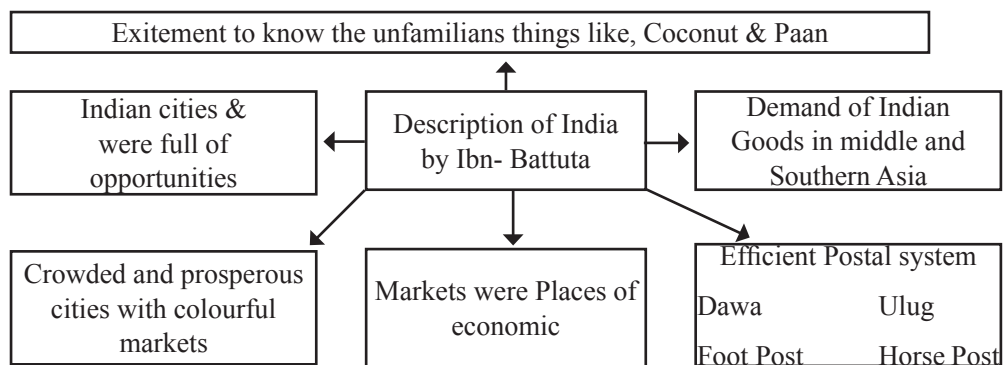 Exitement to know the unfamilians things like, Coconut & Paan
Indian cities &
were full of
opportunities
Description of India
by Ibn- Battuta
Demand of Indian
Goods in middle and
Southern Asia
Crowded and prosperous
cities with colourful
markets
Markets were Places of
economic
Efficient Postal system
Dawa Ulug
Foot Post Horse Post